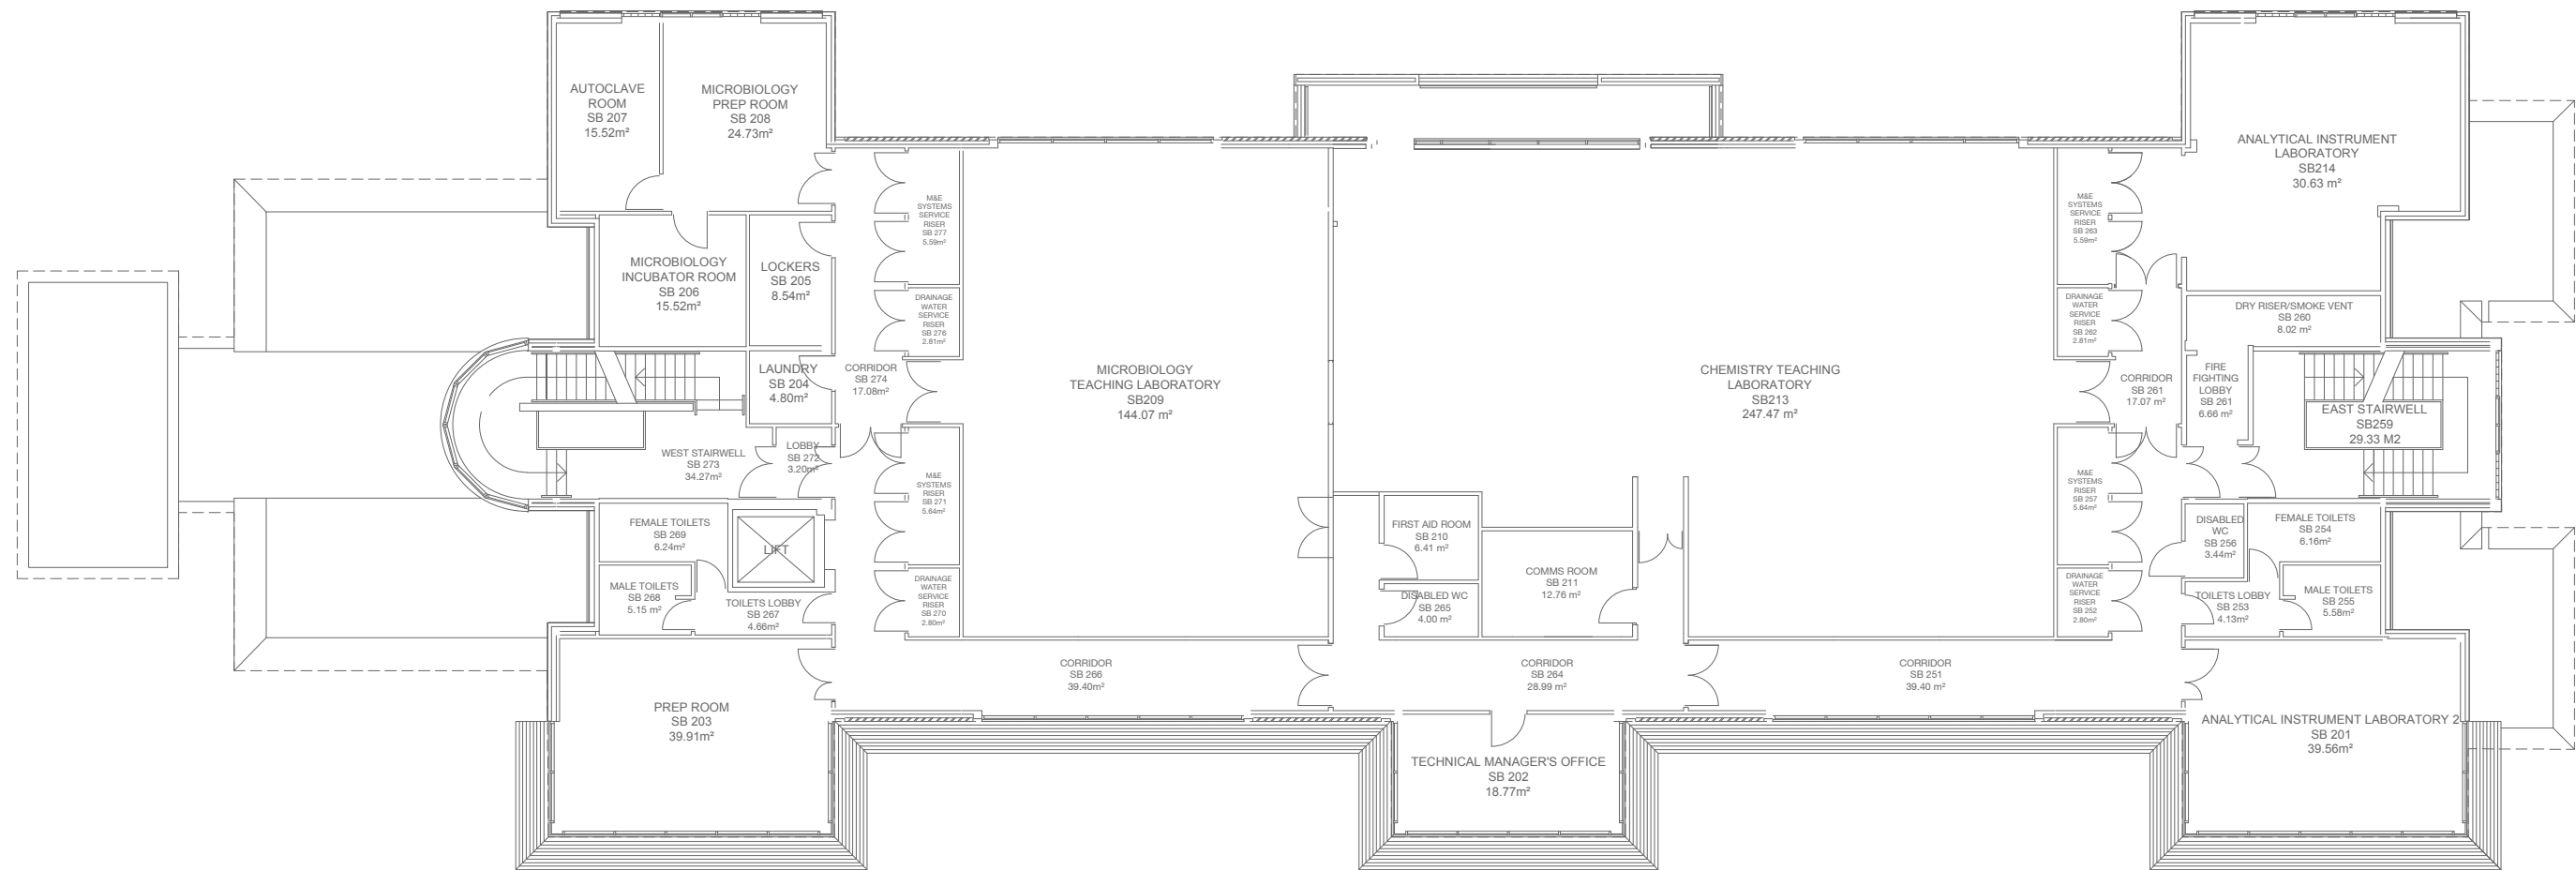 AUTOCLAVE
ROOM
SB 207
15.52m²
MICROBIOLOGY
PREP ROOM
SB 208
24.73m²
ANALYTICAL INSTRUMENT
LABORATORY
SB214
30.63 m²
M&E
SYSTEMS
SERVICE
RISER
SB 277
5.59m²
M&E
SYSTEMS
SERVICE
RISER
SB 263
5.59m²
MICROBIOLOGY
INCUBATOR ROOM
SB 206
15.52m²
LOCKERS
SB 205
8.54m²
DRAINAGE
WATER
SERVICE
RISER
SB 276
2.81m²
DRAINAGE
WATER
SERVICE
RISER
SB 262
2.81m²
DRY RISER/SMOKE VENT
SB 260
8.02 m²
LAUNDRY
SB 204
4.80m²
CORRIDOR
SB 274
17.08m²
MICROBIOLOGY
TEACHING LABORATORY
SB209
144.07 m²
CHEMISTRY TEACHING
LABORATORY
SB213
247.47 m²
CORRIDOR
SB 261
17.07 m²
FIRE
FIGHTING
LOBBY
SB 261
6.66 m²
EAST STAIRWELL
SB259
29.33 M2
WEST STAIRWELL
SB 273
34.27m²
LOBBY
SB 272
3.20m²
M&E
SYSTEMS
RISER
SB 271
5.64m²
M&E
SYSTEMS
RISER
SB 257
5.64m²
FEMALE TOILETS
SB 269
6.24m²
LIFT
FIRST AID ROOM
SB 210
6.41 m²
DISABLED
WC
SB 256
3.44m²
FEMALE TOILETS
SB 254
6.16m²
MALE TOILETS
SB 268
5.15 m²
TOILETS LOBBY
SB 267
4.66m²
DRAINAGE
WATER
SERVICE
RISER
SB 270
2.80m²
DISABLED WC
SB 265
4.00 m²
COMMS ROOM
SB 211
12.76 m²
DRAINAGE
WATER
SERVICE
RISER
SB 252
2.80m²
TOILETS LOBBY
SB 253
4.13m²
MALE TOILETS
SB 255
5.58m²
CORRIDOR
SB 266
39.40m²
CORRIDOR
SB 264
28.99 m²
CORRIDOR
SB 251
39.40 m²
PREP ROOM
SB 203
39.91m²
TECHNICAL MANAGER'S OFFICE
SB 202
18.77m²
ANALYTICAL INSTRUMENT LABORATORY 2
SB 201
39.56m²